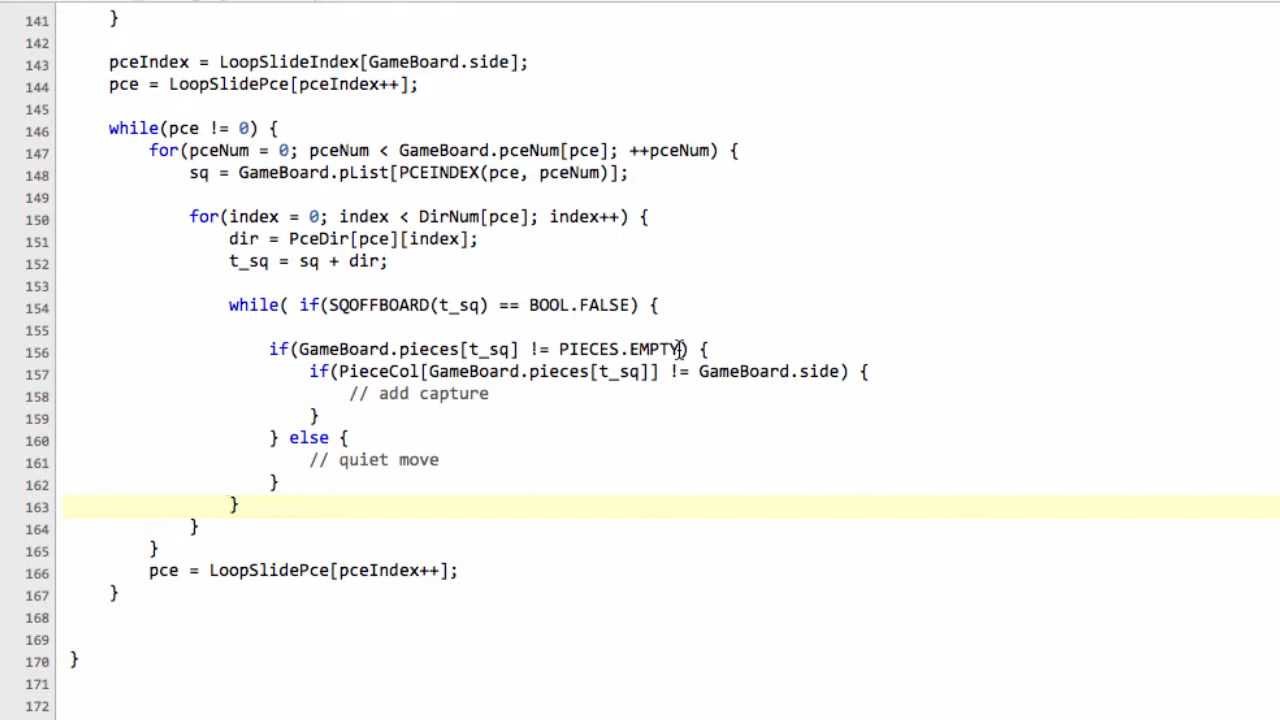 141 }
142
143 pceIndex = LoopSlideIndex[GameBoard.side];
144 pce = LoopSlidePce[pceIndex++];
145
146 while(pce != 0) {
147 for(pceNum = 0; pceNum < GameBoard.pceNum[pce]; ++pceNum) {
148 sq = GameBoard.pList[PCEINDEX(pce, pceNum)];
149
150 for(index = 0; index < DirNum[pce]; index++) {
151 dir = PceDir[pce][index];
152 t_sq = sq + dir;
153
154 while( if(SQOFFBOARD(t_sq) == BOOL.FALSE) {
155
156 if(GameBoard.pieces[t_sq] != PIECES.EMPTY) {
157 if(PieceCol[GameBoard.pieces[t_sq]] != GameBoard.side) {
158 // add capture
159 }
160 } else {
161 // quiet move
162 }
163 }
164 }
165 }
166 pce = LoopSlidePce[pceIndex++];
167 }
168
169
170 }
171
172